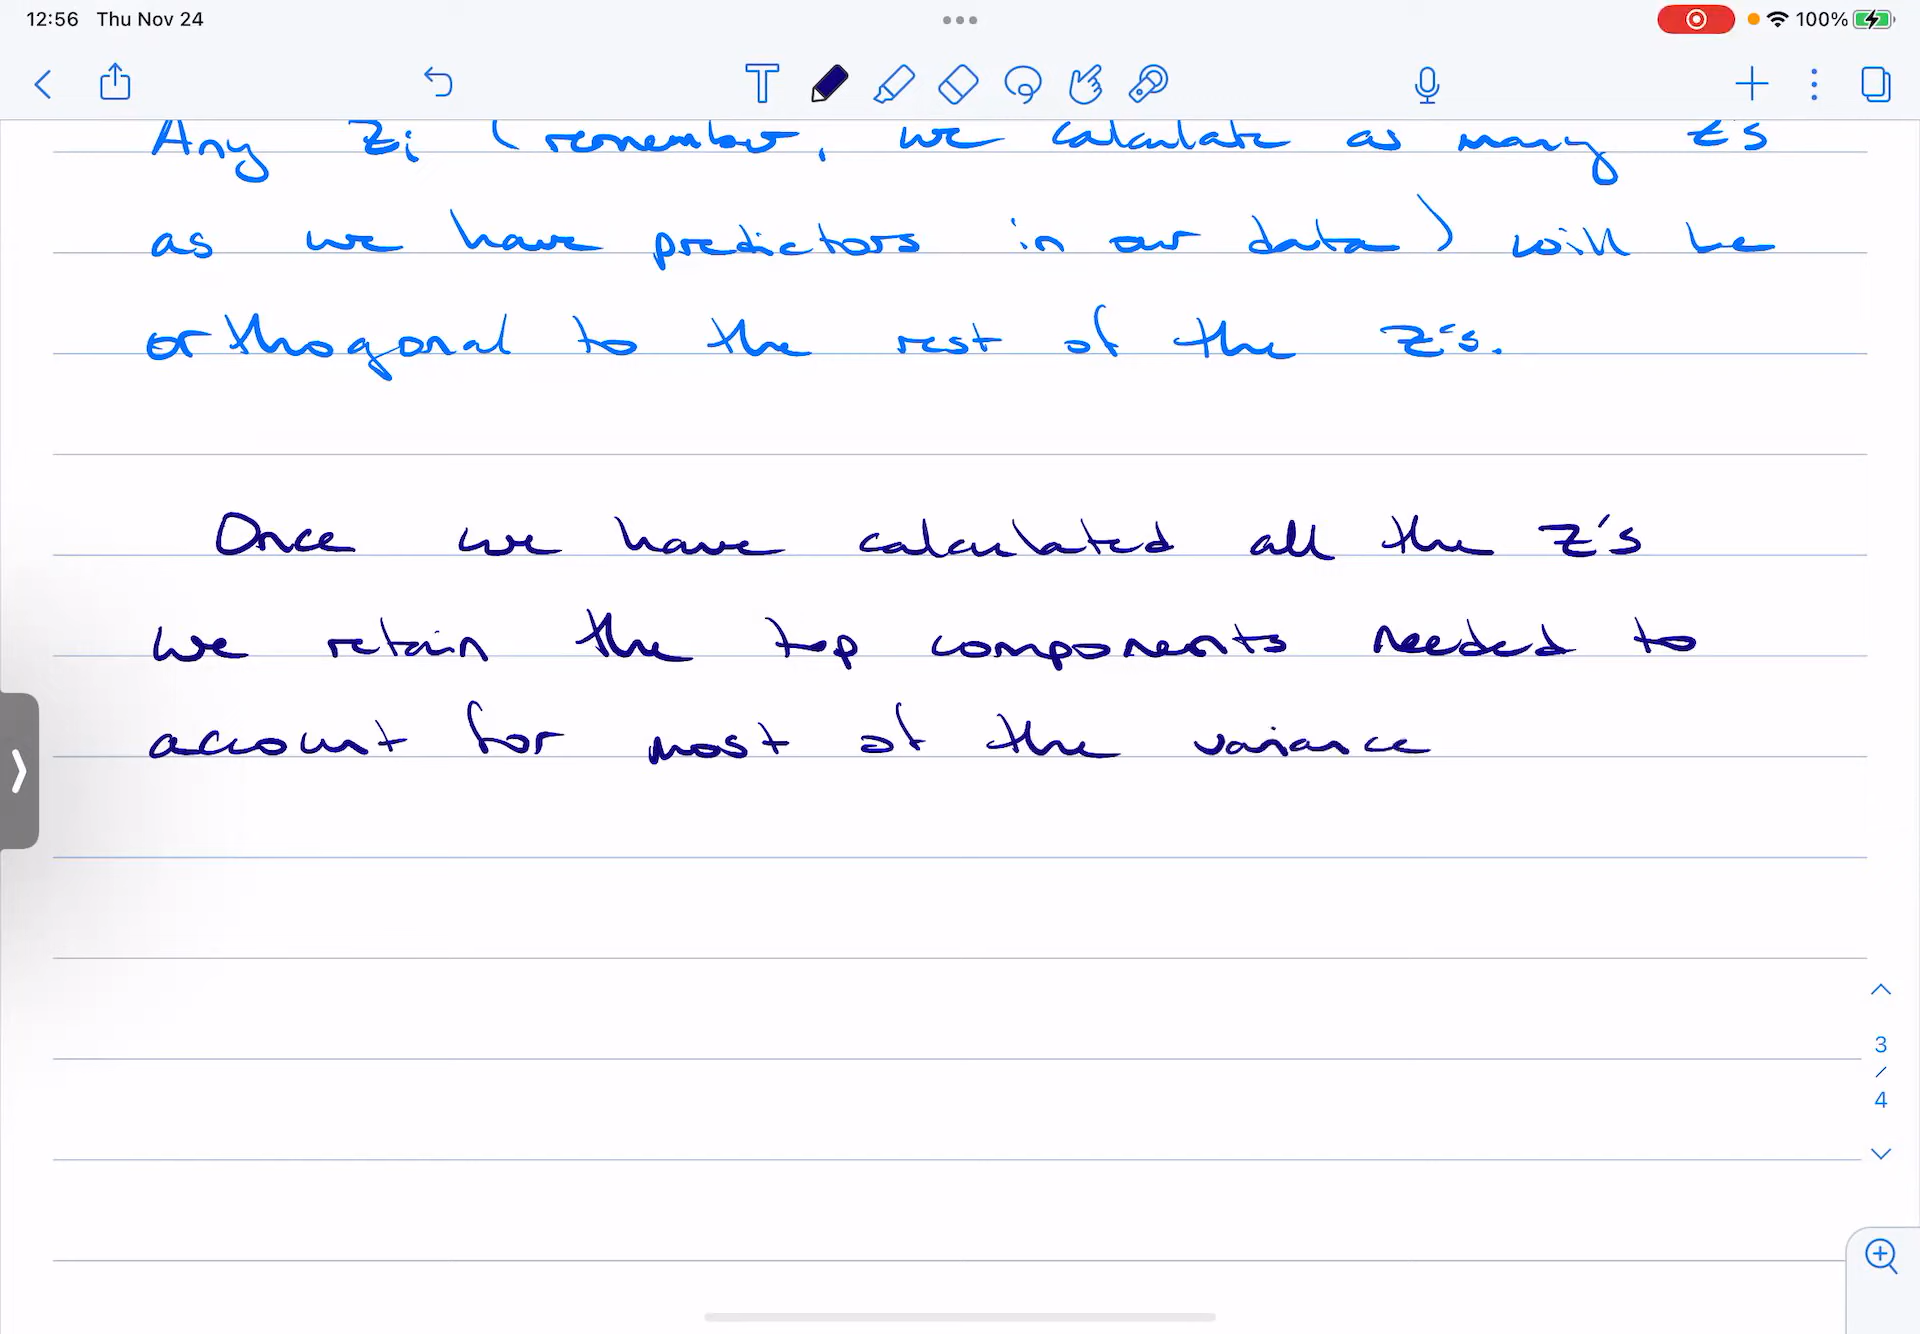 12:56 Thu Nov 24
100%
Any Zi (remember, we calculate as many Z's
as we have predictors in our data) will be
orthogonal to the rest of the Z's.
Once we have calculated all the Z's
we retain the top components needed to
account for most of the variance
3
/
4